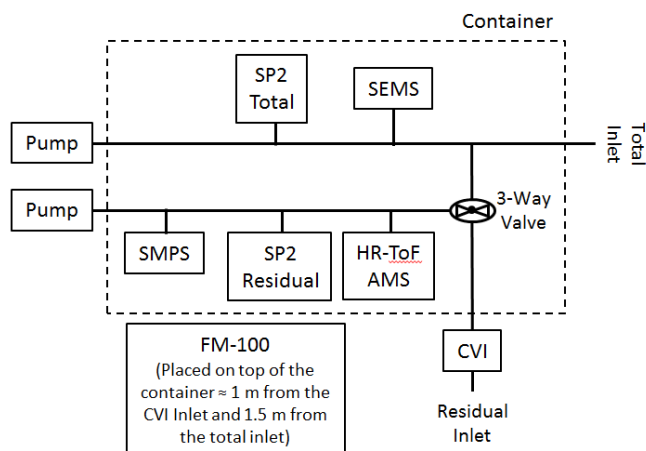 Container
SP2
Total
SEMS
Pump
Total
Inlet
Pump
3-Way
Valve
SMPS
SP2
Residual
HR-ToF
AMS
FM-100
(Placed on top of the
container ≈ 1 m from the
CVI Inlet and 1.5 m from
the total inlet)
CVI
Residual
Inlet